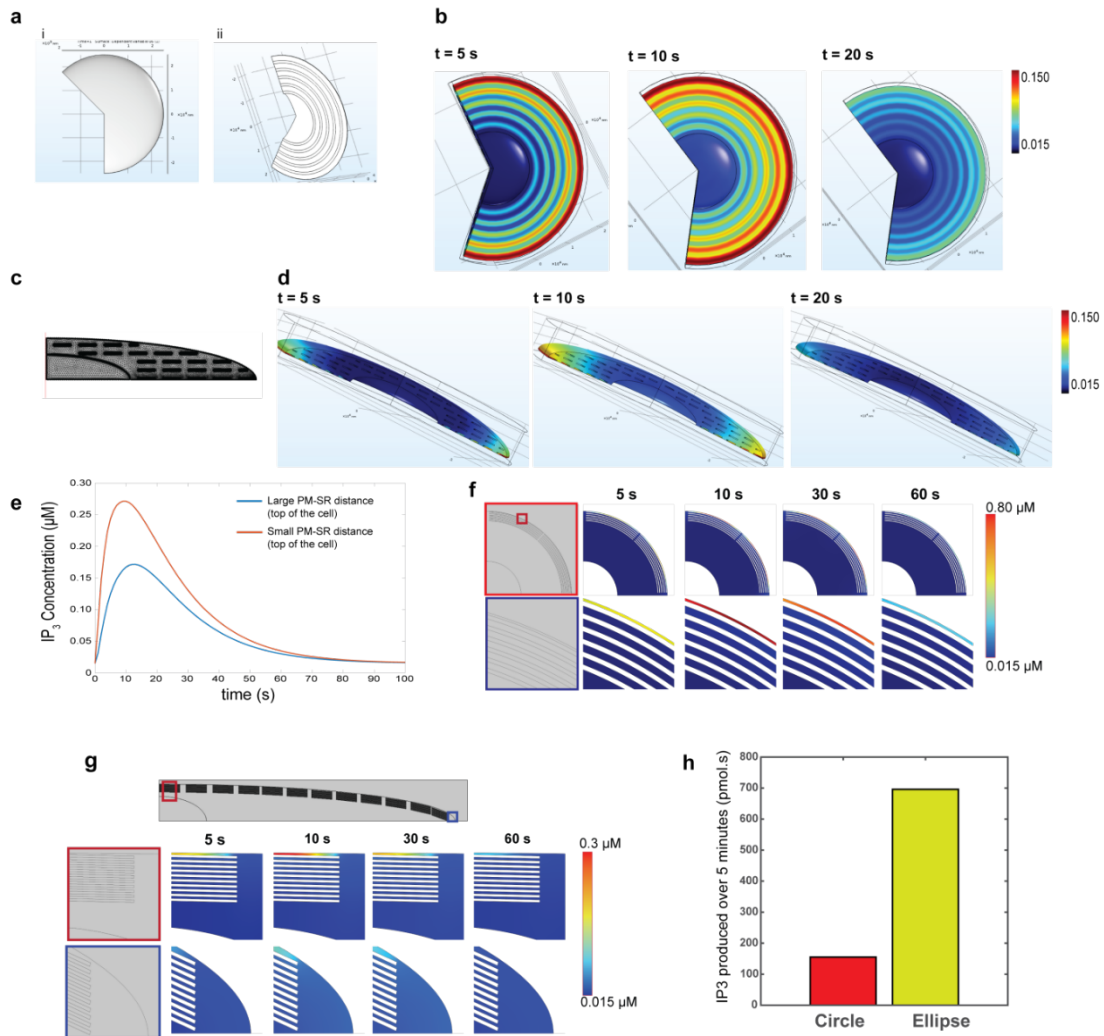 a
i
ii
b
t = 5 s
t = 10 s
t = 20 s
0.150
0.015
c
d
t = 5 s
t = 10 s
t = 20 s
0.150
0.015
e
0.30
0.25
0.20
0.15
0.10
0.05
0
IP3 Concentration (µM)
Large PM-SR distance
(top of the cell)
Small PM-SR distance
(top of the cell)
0 10 20 30 40 50 60 70 80 90 100
time (s)
f
5 s 10 s 30 s 60 s
0.80 µM
0.015 µM
g
5 s 10 s 30 s 60 s
0.3 µM
0.015 µM
h
800
700
600
500
400
300
200
100
0
IP3 produced over 5 minutes (pmol.s)
Circle Ellipse